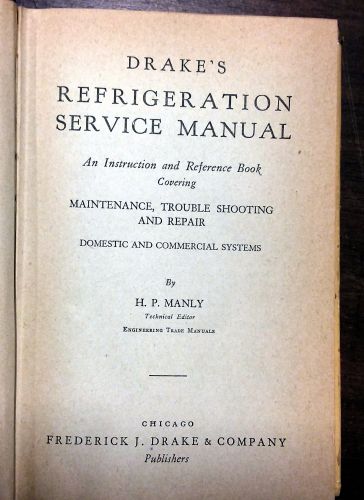 DRAKE'S
REFRIGERATION
SERVICE MANUAL
An Instruction and Reference Book
Covering
MAINTENANCE, TROUBLE SHOOTING
AND REPAIR
DOMESTIC AND COMMERCIAL SYSTEMS
By
H. P. MANLY
Technical Editor
ENGINEERING TRADE MANUALS
CHICAGO
FREDERICK J. DRAKE & COMPANY
Publishers